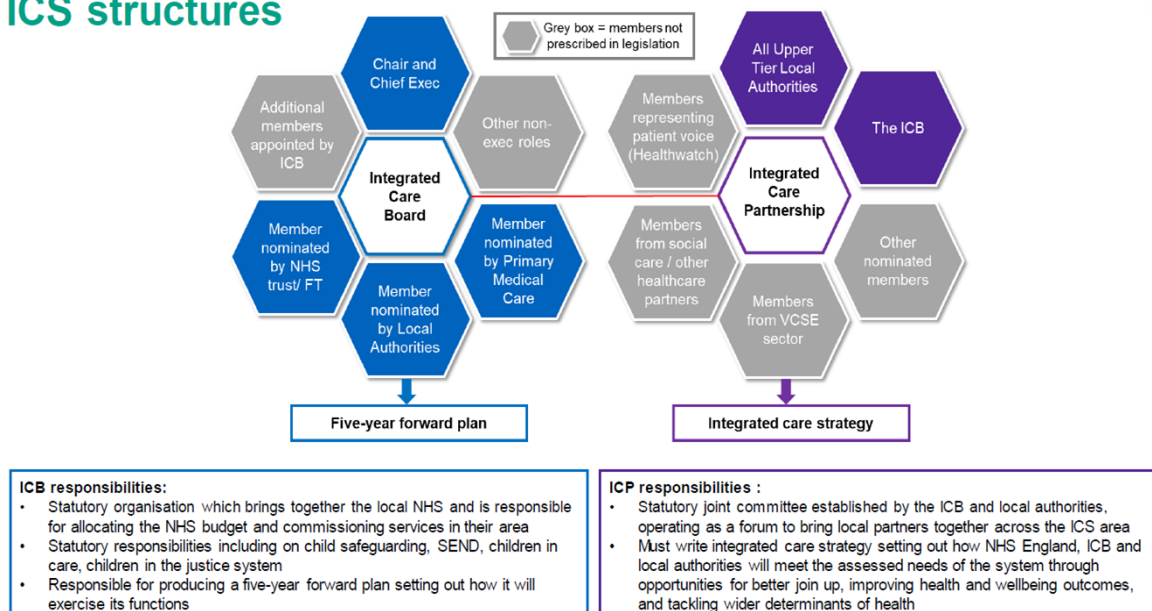 ICS structures
Grey box = members not
prescribed in legislation
Chair and
Chief Exec
Additional
members
appointed by
ICB
Other non-
exec roles
Integrated
Care
Board
Member
nominated
by NHS
trust/ FT
Member
nominated
by Primary
Medical
Care
Member
nominated
by Local
Authorities
Five-year forward plan
All Upper
Tier Local
Authorities
Members
representing
patient voice
(Healthwatch)
The ICB
Integrated
Care
Partnership
Members
from social
care / other
healthcare
partners
Other
nominated
members
Members
from VCSE
sector
Integrated care strategy
ICB responsibilities:
• Statutory organisation which brings together the local NHS and is responsible
for allocating the NHS budget and commissioning services in their area
• Statutory responsibilities including on child safeguarding, SEND, children in
care, children in the justice system
• Responsible for producing a five-year forward plan setting out how it will
exercise its functions
ICP responsibilities :
• Statutory joint committee established by the ICB and local authorities,
operating as a forum to bring local partners together across the ICS area
• Must write integrated care strategy setting out how NHS England, ICB and
local authorities will meet the assessed needs of the system through
opportunities for better join up, improving health and wellbeing outcomes,
and tackling wider determinants of health